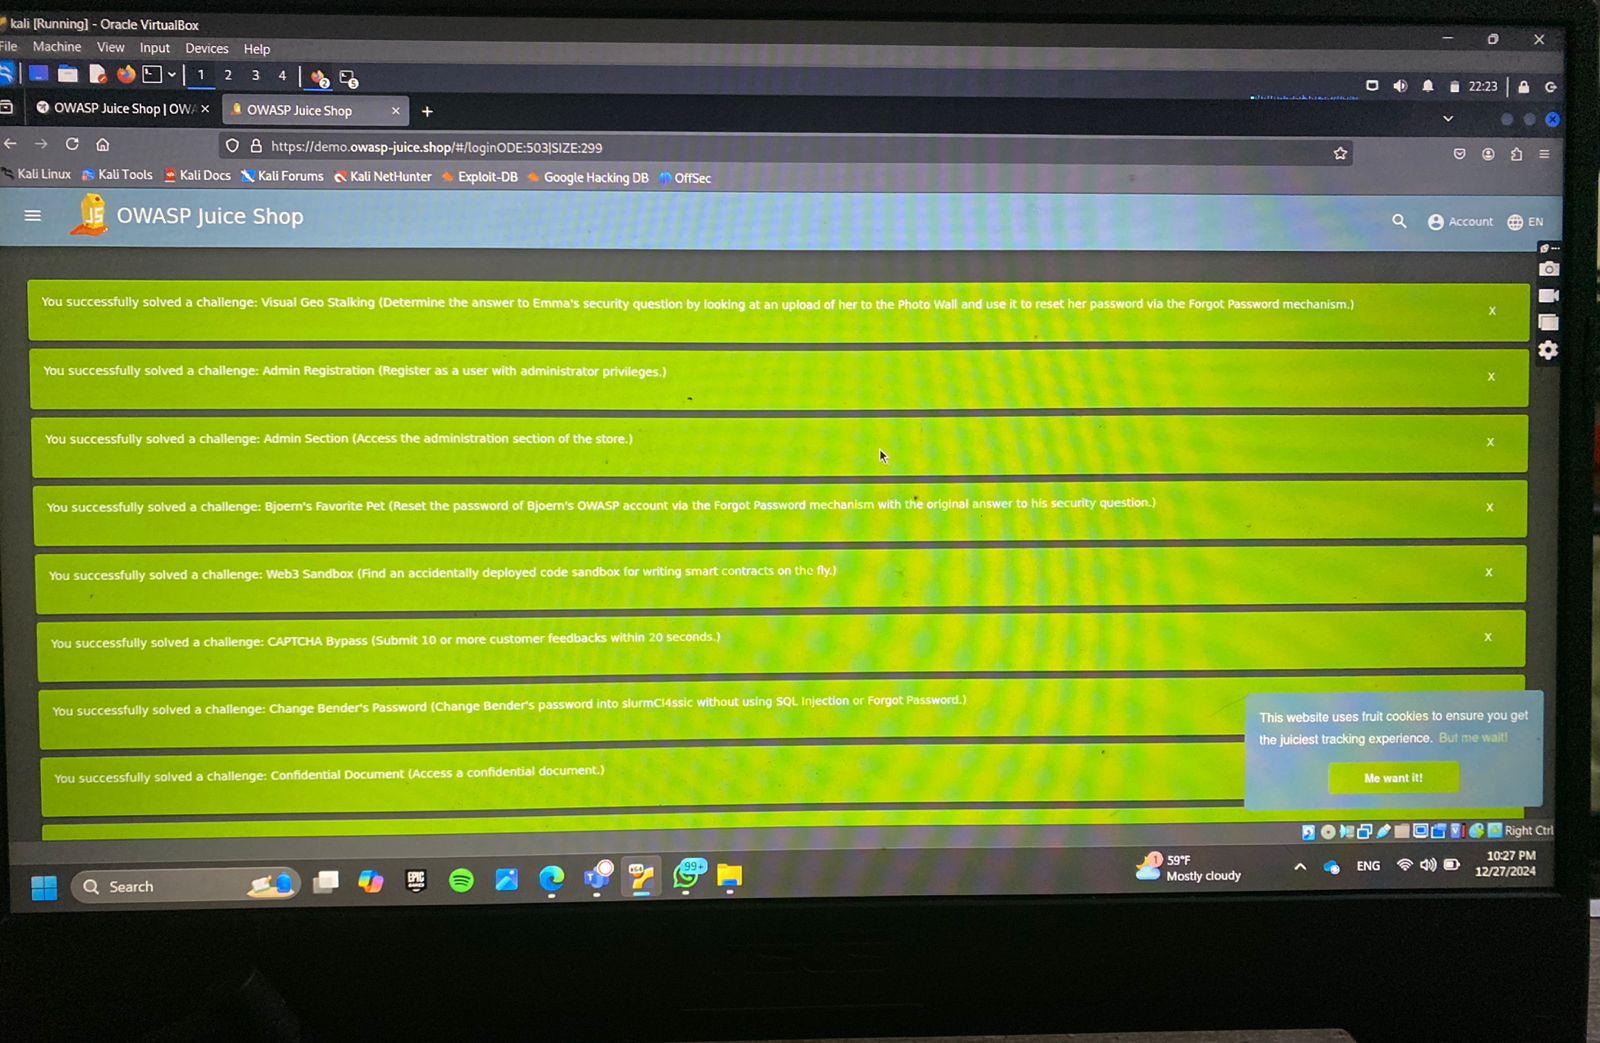 kali [Running] - Oracle VirtualBox
File Machine View Input Devices Help
1 2 3 4 2 5 22:23
OWASP Juice Shop | OWA × OWASP Juice Shop × +
https://demo.owasp-juice.shop/#/loginODE:503|SIZE:299
Kali Linux Kali Tools Kali Docs Kali Forums Kali NetHunter Exploit-DB Google Hacking DB OffSec
JS OWASP Juice Shop Account EN
You successfully solved a challenge: Visual Geo Stalking (Determine the answer to Emma's security question by looking at an upload of her to the Photo Wall and use it to reset her password via the Forgot Password mechanism.) X
You successfully solved a challenge: Admin Registration (Register as a user with administrator privileges.) X
You successfully solved a challenge: Admin Section (Access the administration section of the store.) X
You successfully solved a challenge: Bjoern's Favorite Pet (Reset the password of Bjoern's OWASP account via the Forgot Password mechanism with the original answer to his security question.) X
You successfully solved a challenge: Web3 Sandbox (Find an accidentally deployed code sandbox for writing smart contracts on the fly.) X
You successfully solved a challenge: CAPTCHA Bypass (Submit 10 or more customer feedbacks within 20 seconds.) X
You successfully solved a challenge: Change Bender's Password (Change Bender's password into slurmCl4ssic without using SQL Injection or Forgot Password.)
You successfully solved a challenge: Confidential Document (Access a confidential document.)
This website uses fruit cookies to ensure you get
the juiciest tracking experience. But me wait!
Me want it!
Right Ctrl
Search EPIC GAMES x64 99+ 1 59°F ENG 10:27 PM
Mostly cloudy 12/27/2024